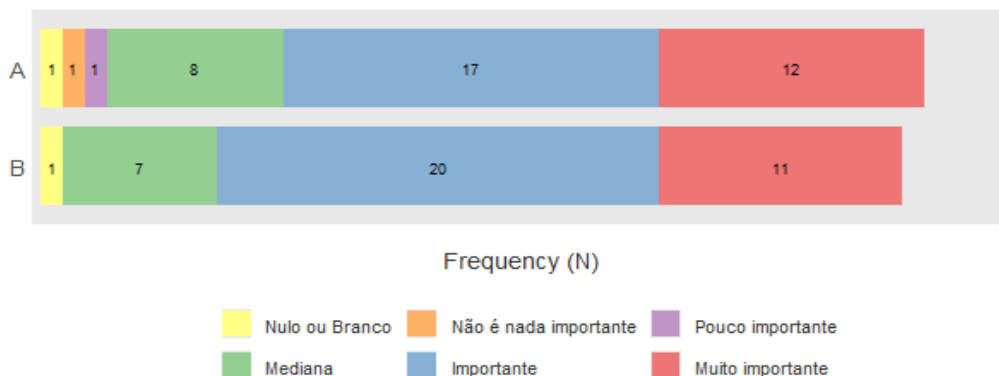 A 1 1 1 8 17 12
B 1 7 20 11
Frequency (N)
Nulo ou Branco Não é nada importante Pouco importante
Mediana Importante Muito importante